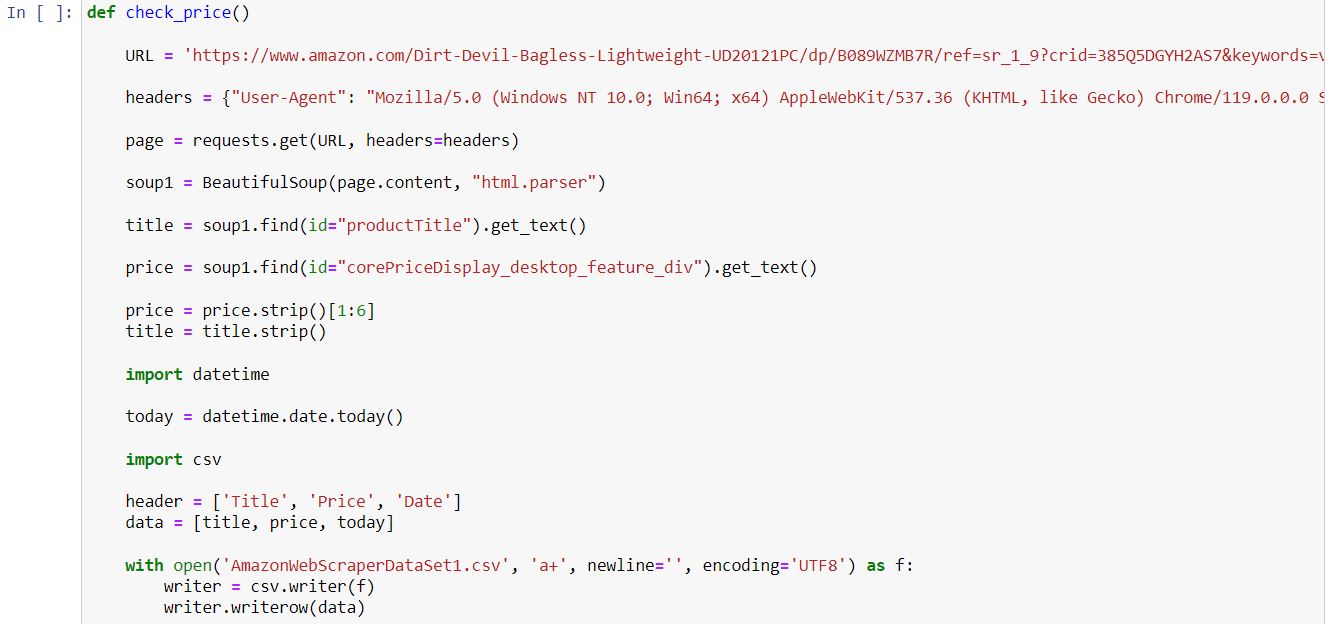 In [ ]: def check_price()
URL = 'https://www.amazon.com/Dirt-Devil-Bagless-Lightweight-UD20121PC/dp/B089WZMB7R/ref=sr_1_9?crid=385Q5DGYH2AS7&keywords=
headers = {"User-Agent": "Mozilla/5.0 (Windows NT 10.0; Win64; x64) AppleWebKit/537.36 (KHTML, like Gecko) Chrome/119.0.0.0
page = requests.get(URL, headers=headers)
soup1 = BeautifulSoup(page.content, "html.parser")
title = soup1.find(id="productTitle").get_text()
price = soup1.find(id="corePriceDisplay_desktop_feature_div").get_text()
price = price.strip()[1:6]
title = title.strip()
import datetime
today = datetime.date.today()
import csv
header = ['Title', 'Price', 'Date']
data = [title, price, today]
with open('AmazonWebScraperDataSet1.csv', 'a+', newline='', encoding='UTF8') as f:
writer = csv.writer(f)
writer.writerow(data)